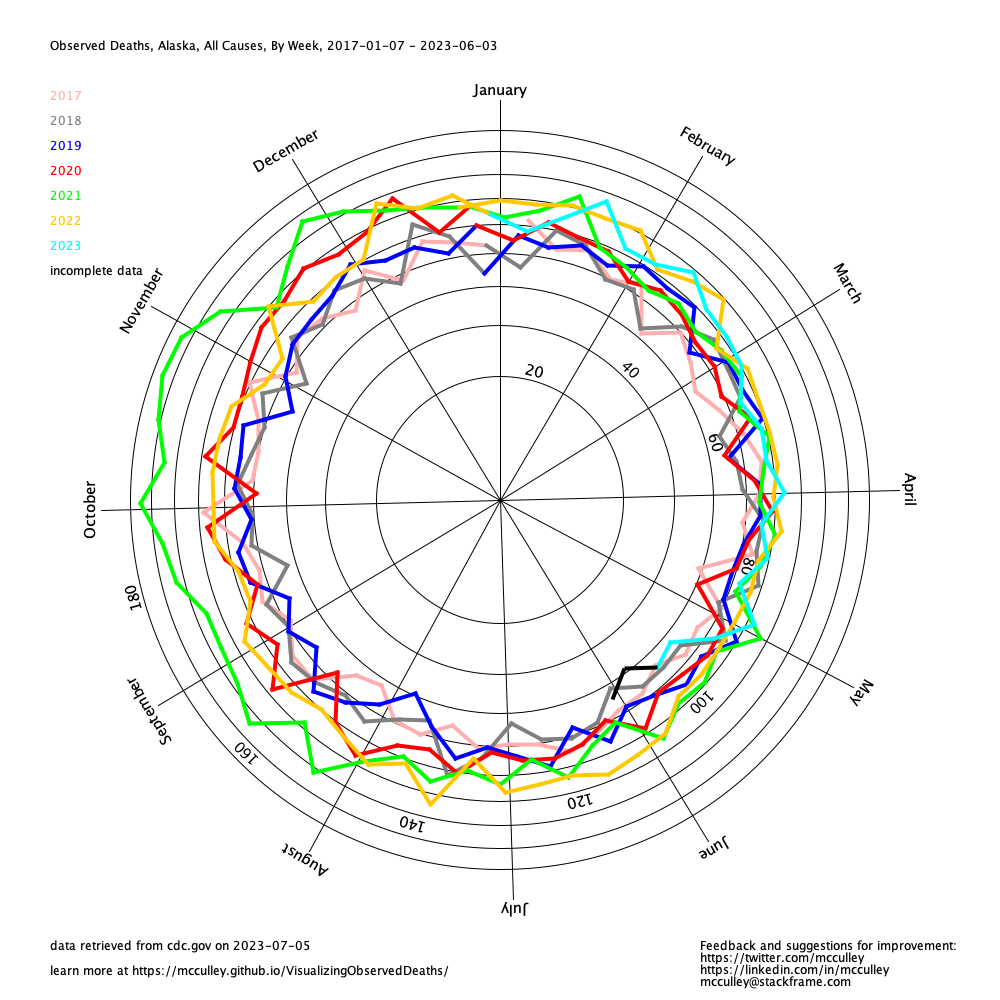 Observed Deaths, Alaska, All Causes, By Week, 2017-01-07 - 2023-06-03
2017
2018
2019
2020
2021
2022
2023
incomplete data
January
February
March
April
May
June
July
August
September
October
November
December
20
40
60
80
100
120
140
160
180
data retrieved from cdc.gov on 2023-07-05
learn more at https://mcculley.github.io/VisualizingObservedDeaths/
Feedback and suggestions for improvement:
https://twitter.com/mcculley
https://linkedin.com/in/mcculley
mcculley@stackframe.com